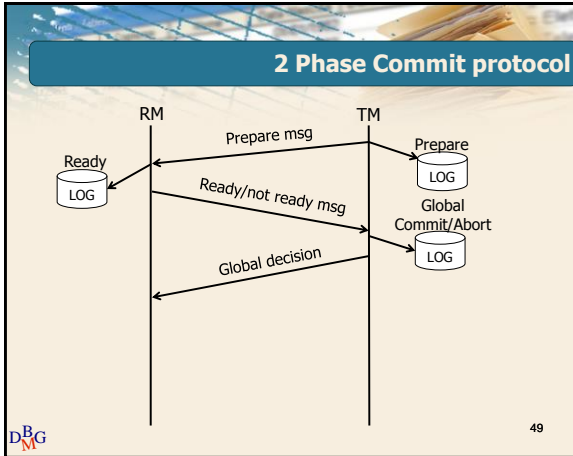 2 Phase Commit protocol
RM
TM
Prepare msg
Prepare
LOG
Ready
LOG
Ready/not ready msg
Global
Commit/Abort
LOG
Global decision
DBMG
49